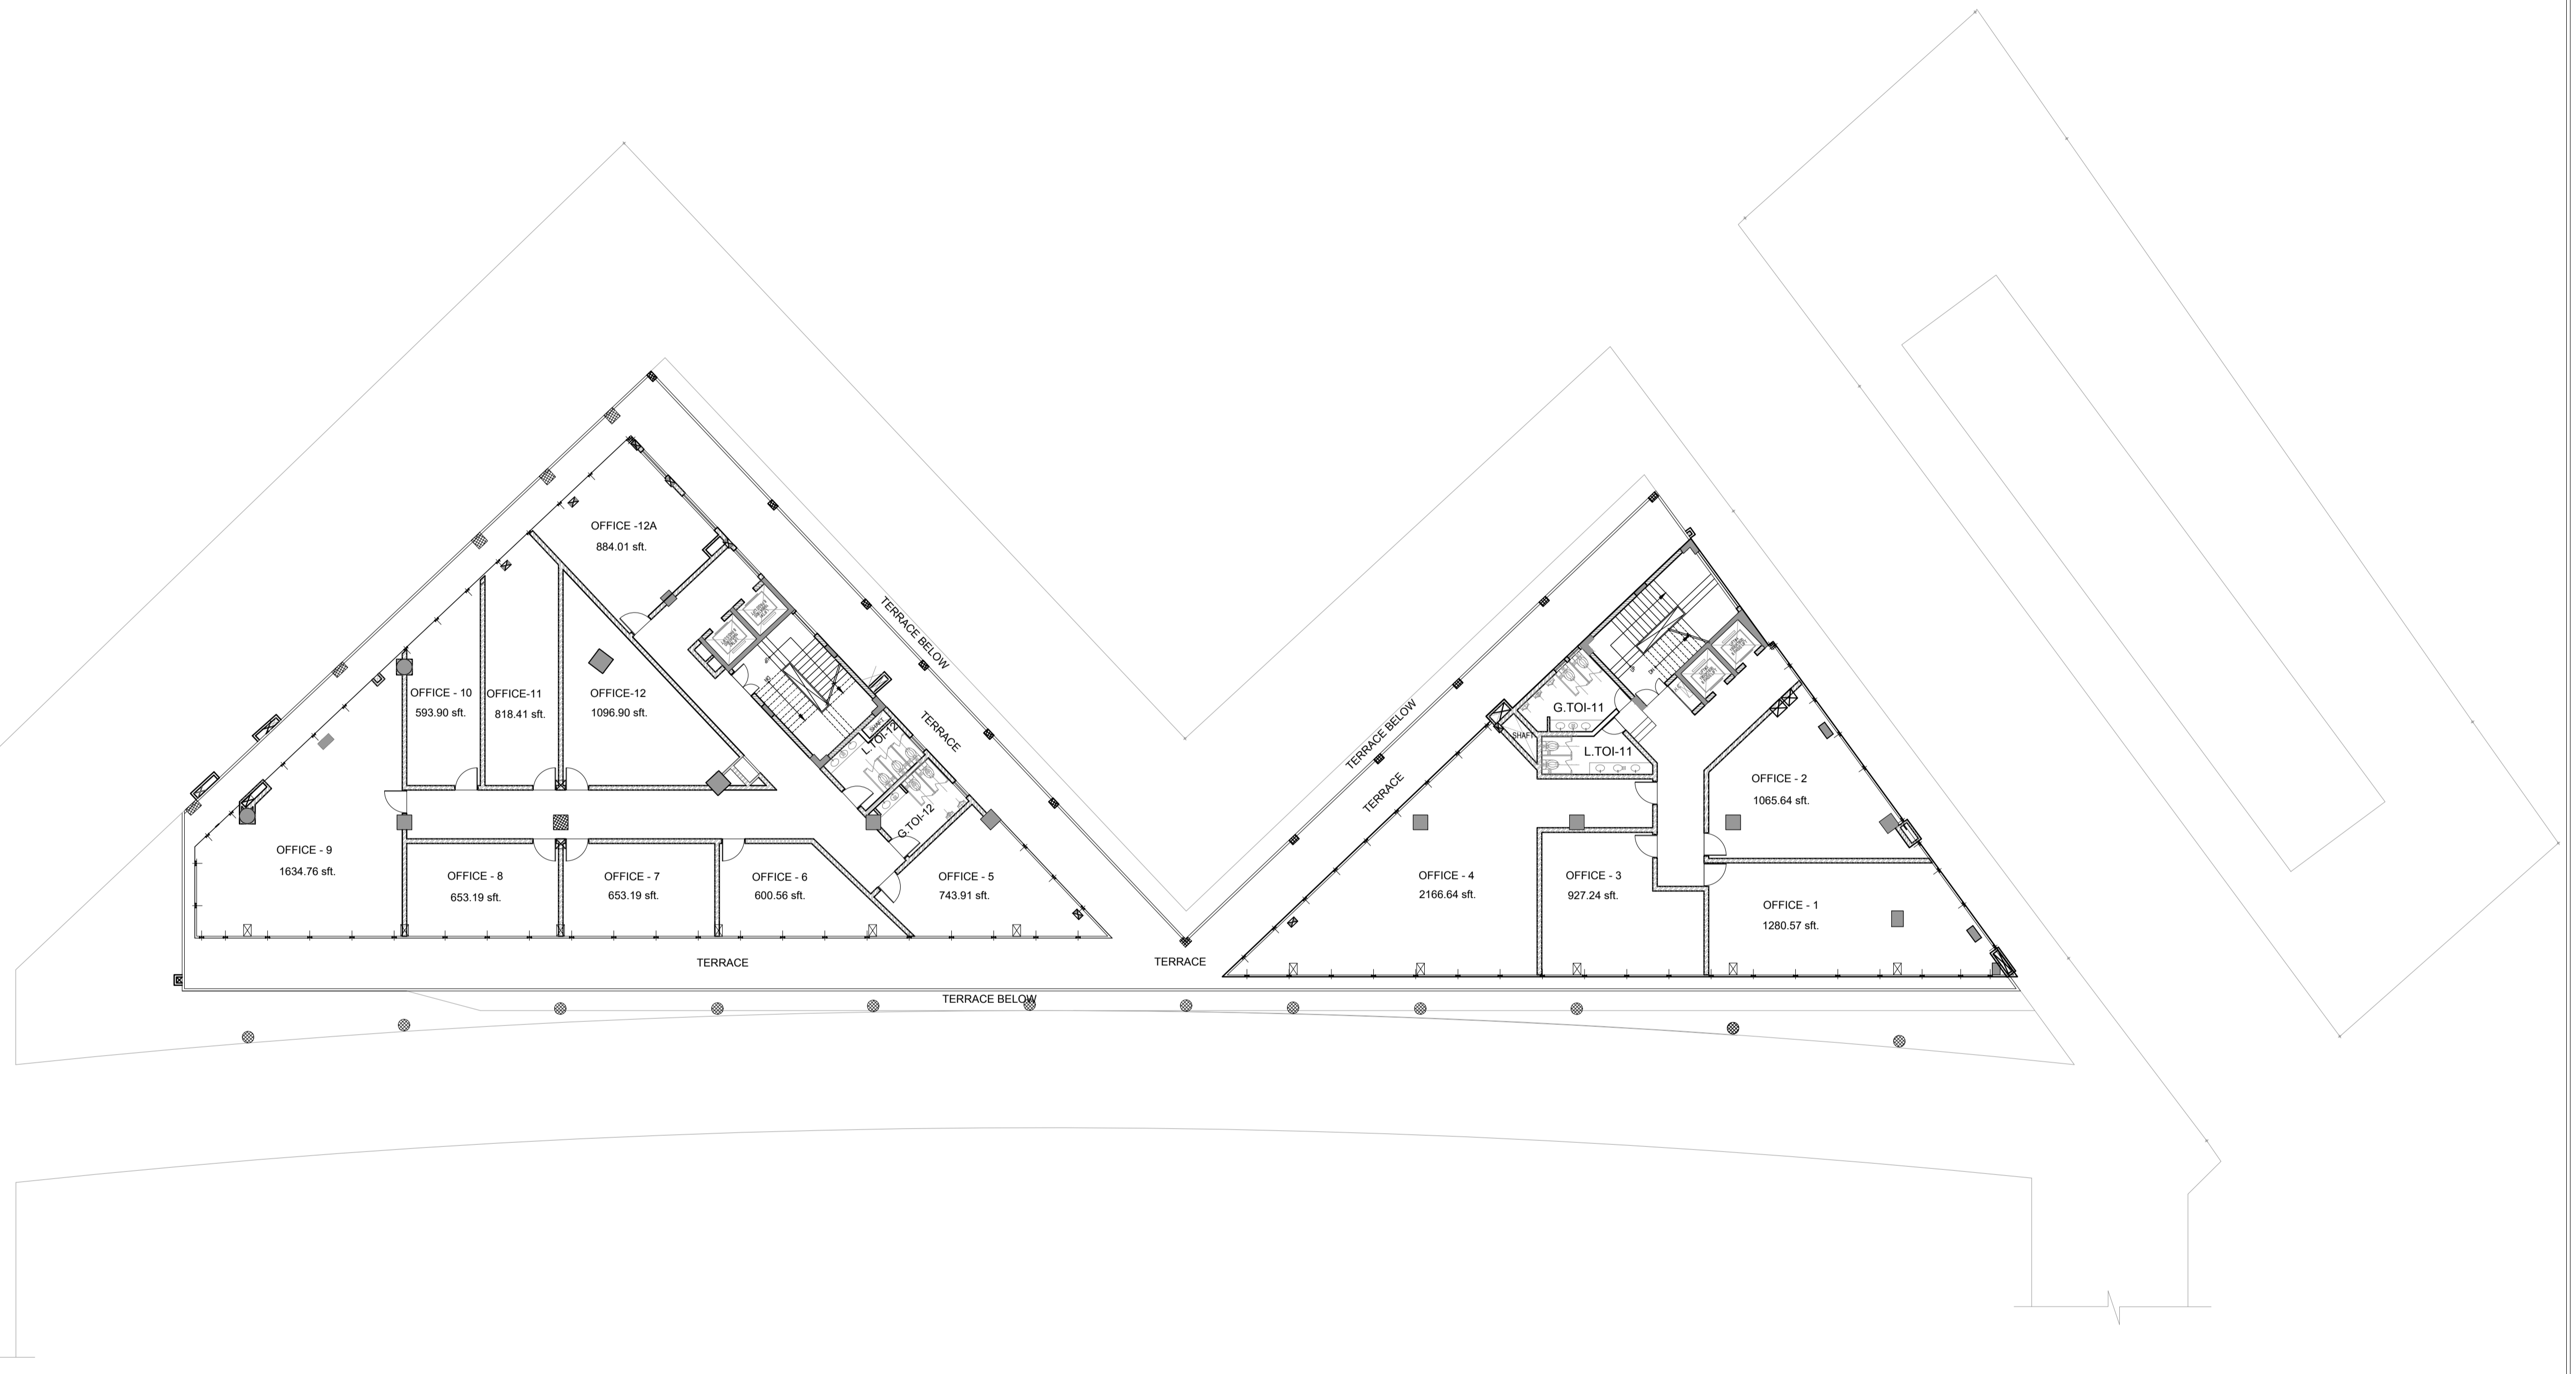 OFFICE -12A
884.01 sft.
OFFICE - 10
593.90 sft.
OFFICE-11
818.41 sft.
OFFICE-12
1096.90 sft.
OFFICE - 9
1634.76 sft.
OFFICE - 8
653.19 sft.
OFFICE - 7
653.19 sft.
OFFICE - 6
600.56 sft.
OFFICE - 5
743.91 sft.
SHAFT
L.TOI-12
G.TOI-12
TERRACE BELOW
TERRACE
TERRACE
TERRACE
TERRACE BELOW
TERRACE BELOW
TERRACE
G.TOI-11
SHAFT
L.TOI-11
DN
OFFICE - 2
1065.64 sft.
OFFICE - 4
2166.64 sft.
OFFICE - 3
927.24 sft.
OFFICE - 1
1280.57 sft.